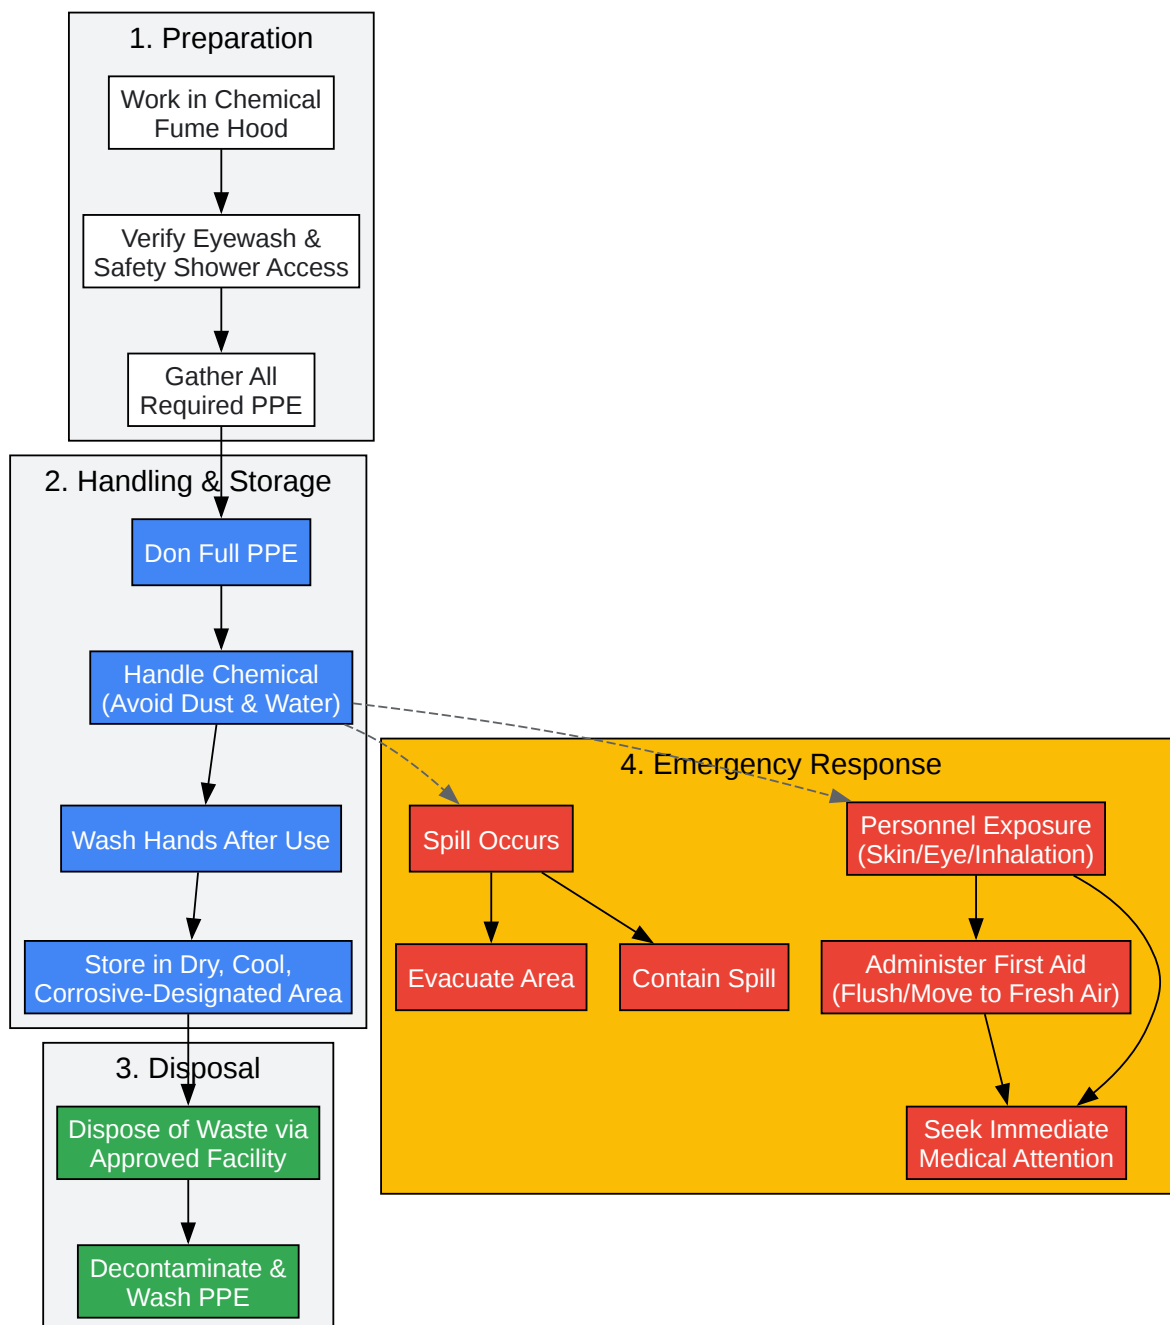 1. Preparation
Work in Chemical
Fume Hood
Verify Eyewash &
Safety Shower Access
Gather All
Required PPE
2. Handling & Storage
Don Full PPE
Handle Chemical
(Avoid Dust & Water)
Wash Hands After Use
Store in Dry, Cool,
Corrosive-Designated Area
3. Disposal
Dispose of Waste via
Approved Facility
Decontaminate &
Wash PPE
4. Emergency Response
Spill Occurs
Evacuate Area
Contain Spill
Personnel Exposure
(Skin/Eye/Inhalation)
Administer First Aid
(Flush/Move to Fresh Air)
Seek Immediate
Medical Attention